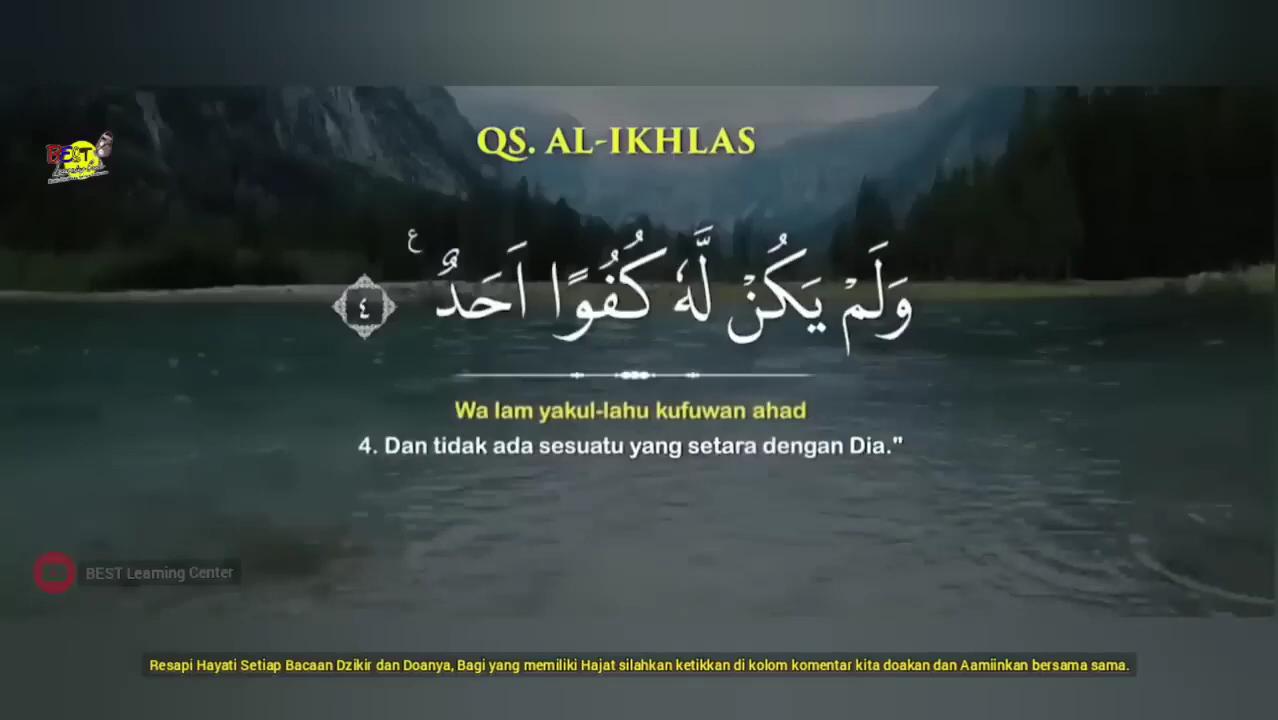 QS. AL-IKHLAS
وَلَمْ يَكُنْ لَّهٗ كُفُوًا اَحَدٌ ࣖ ٤
Wa lam yakul-lahu kufuwan ahad
4. Dan tidak ada sesuatu yang setara dengan Dia."
BEST
BEST Learning Center
Resapi Hayati Setiap Bacaan Dzikir dan Doanya, Bagi yang memiliki Hajat silahkan ketikkan di kolom komentar kita doakan dan Aamiinkan bersama sama.